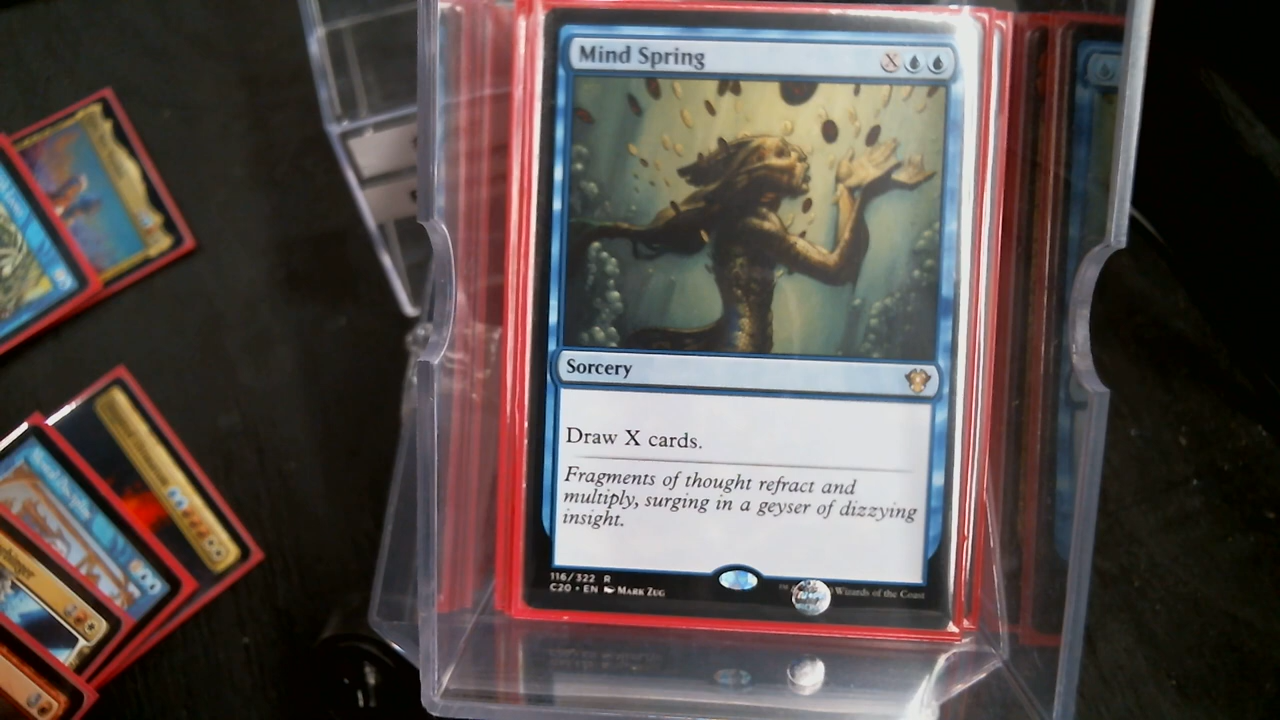 Mind Spring X
Sorcery
Draw X cards.
Fragments of thought refract and
multiply, surging in a geyser of dizzying
insight.
116/322 R
C20 • EN Mark Zug
Wizards of the Coast